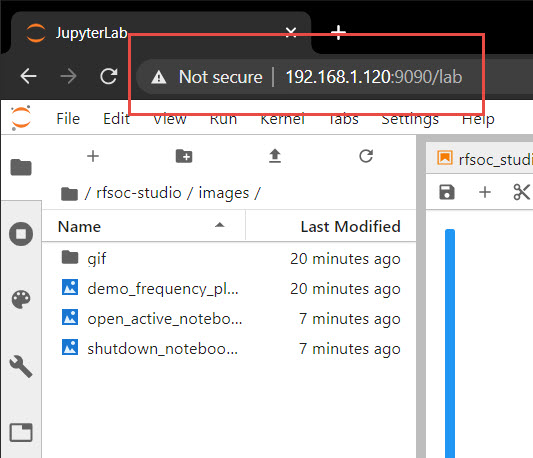 JupyterLab
Not secure | 192.168.1.120:9090/lab
File Edit View Run Kernel Tabs Settings Help
/ rfsoc-studio / images /
rfsoc_studi
Name Last Modified
gif 20 minutes ago
demo_frequency_pl... 20 minutes ago
open_active_notebo... 7 minutes ago
shutdown_noteboo... 7 minutes ago